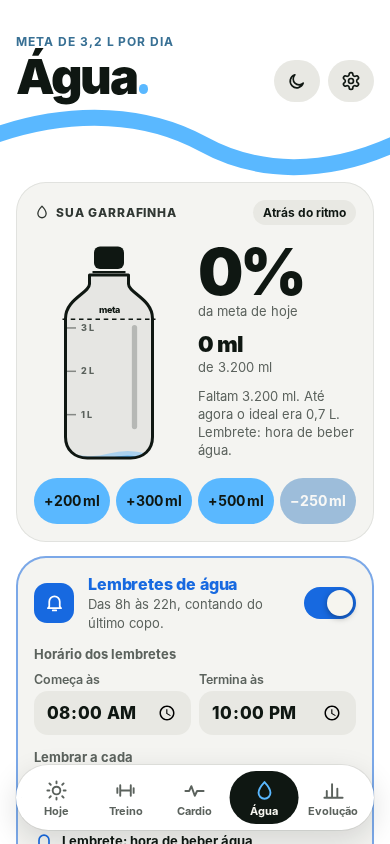 META DE 3,2 L POR DIA
Água.
SUA GARRAFINHA
Atrás do ritmo
meta
3 L
2 L
1 L
0%
da meta de hoje
0 ml
de 3.200 ml
Faltam 3.200 ml. Até
agora o ideal era 0,7 L.
Lembrete: hora de beber
água.
+200 ml
+300 ml
+500 ml
−250 ml
Lembretes de água
Das 8h às 22h, contando do
último copo.
Horário dos lembretes
Começa às
Termina às
08:00 AM
10:00 PM
Lembrar a cada
Hoje
Treino
Cardio
Água
Evolução
Lembrete: hora de beber água